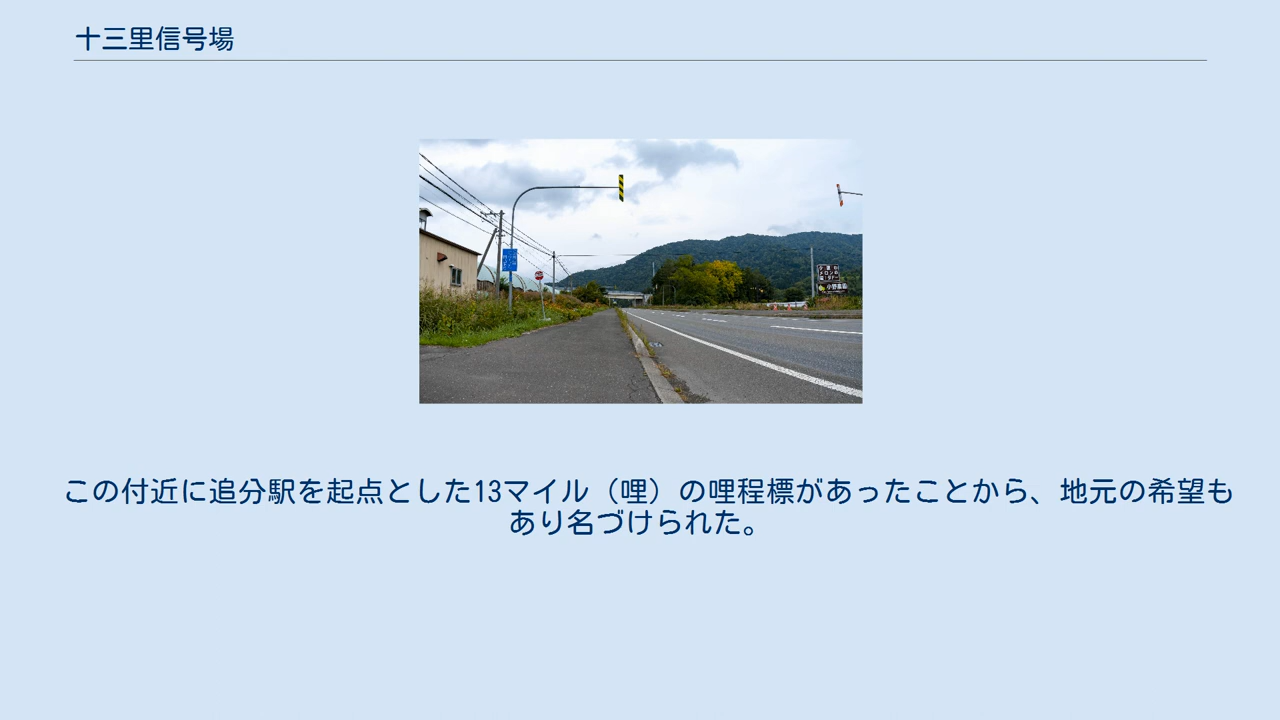 十三里信号場
この付近に追分駅を起点とした13マイル（哩）の哩程標があったことから、地元の希望も
あり名づけられた。